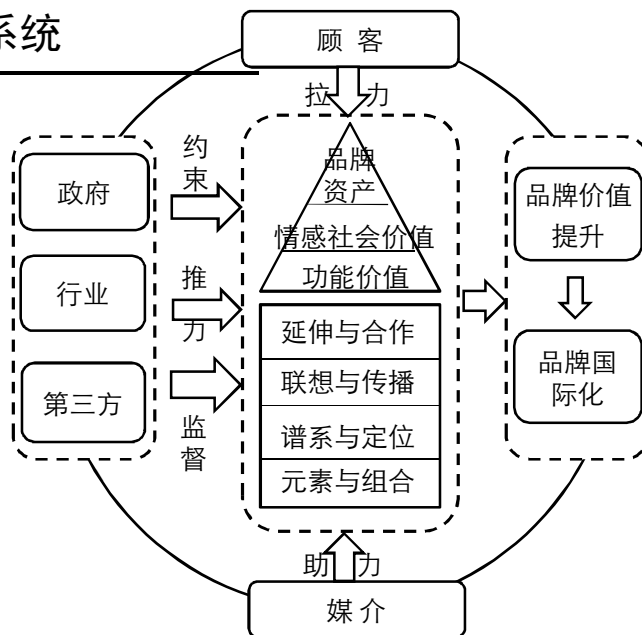 系统
顾 客
拉 力
约
束
政府
行业
第三方
推
力
监
督
品牌
资产
情感社会价值
功能价值
延伸与合作
联想与传播
谱系与定位
元素与组合
品牌价值
提升
品牌国
际化
助 力
媒 介